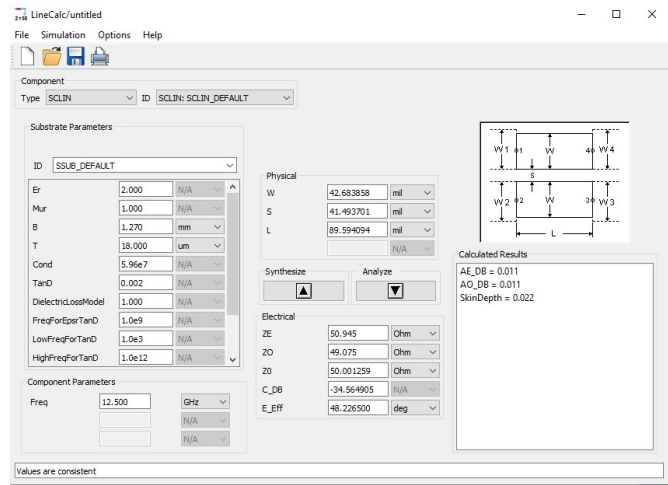 LineCalc/untitled
File Simulation Options Help
Component
Type SCLIN ID SCLIN: SCLIN_DEFAULT
Substrate Parameters
ID SSUB_DEFAULT
Er 2.000 N/A
Mur 1.000 N/A
B 1.270 mm
T 18.000 um
Cond 5.96e7 N/A
TanD 0.002 N/A
DielectricLossModel 1.000 N/A
FreqForEpsrTanD 1.0e9 N/A
LowFreqForTanD 1.0e3 N/A
HighFreqForTanD 1.0e12 N/A
Component Parameters
Freq 12.500 GHz
N/A
N/A
Physical
W 42.683858 mil
S 41.493701 mil
L 89.594094 mil
N/A
Synthesize Analyze
Electrical
ZE 50.945 Ohm
ZO 49.075 Ohm
Z0 50.001259 Ohm
C_DB -34.564905 N/A
E_Eff 48.226500 deg
W1 1 W 4 W4
S
W2 2 W 3 W3
L
Calculated Results
AE_DB = 0.011
AO_DB = 0.011
SkinDepth = 0.022
Values are consistent